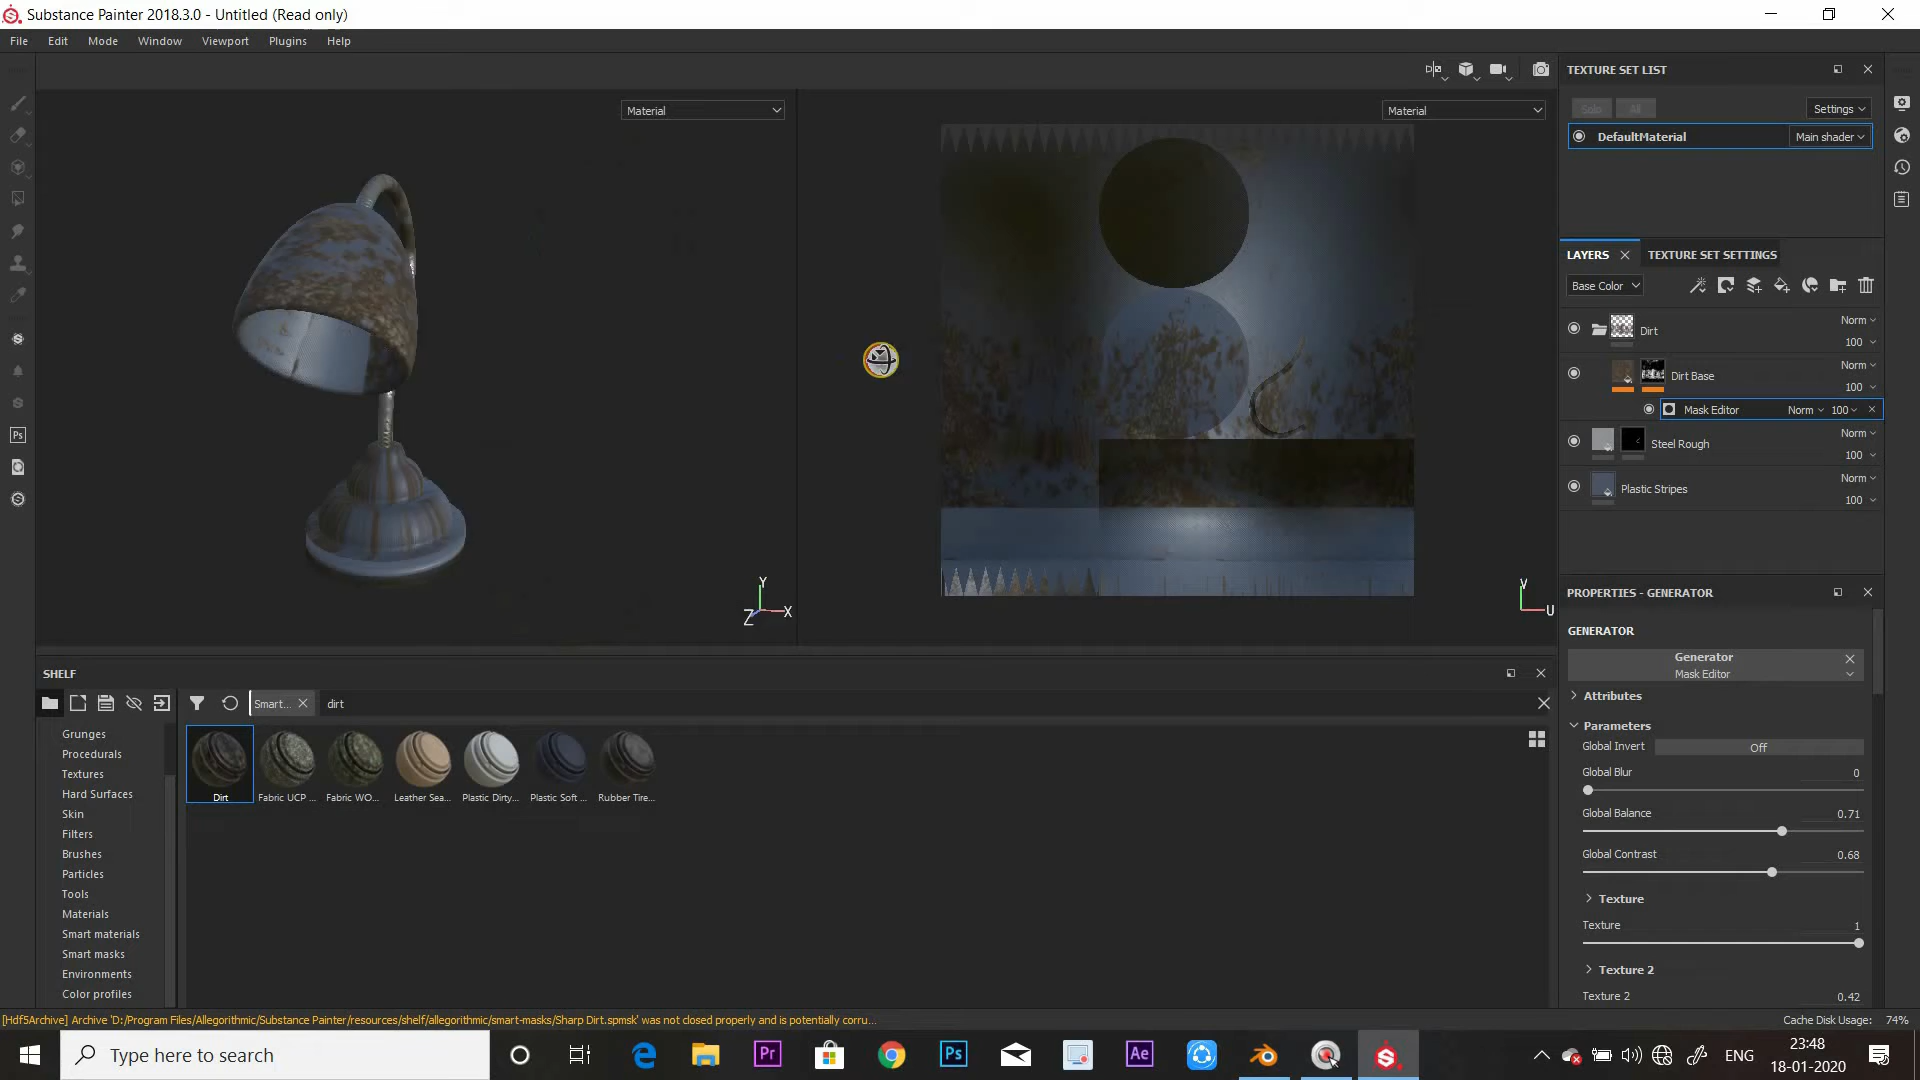 Substance Painter 2018.3.0 - Untitled (Read only)
File Edit Mode Window Viewport Plugins Help
Material
Material
TEXTURE SET LIST
Solo All Settings
DefaultMaterial Main shader
LAYERS TEXTURE SET SETTINGS
Base Color
Dirt Norm
100
Dirt Base Norm
100
Mask Editor Norm 100
Steel Rough Norm
100
Plastic Stripes Norm
100
Y
X
Z
V
U
PROPERTIES - GENERATOR
GENERATOR
Generator
Mask Editor
Attributes
Parameters
Global Invert Off
Global Blur 0
Global Balance 0.71
Global Contrast 0.68
Texture
Texture 1
Texture 2
Texture 2 0.42
SHELF
Smart... dirt
Grunges
Procedurals
Textures
Hard Surfaces
Skin
Filters
Brushes
Particles
Tools
Materials
Smart materials
Smart masks
Environments
Color profiles
Dirt Fabric UCP ... Fabric WO... Leather Sea... Plastic Dirty... Plastic Soft ... Rubber Tire...
[Hdf5Archive] Archive 'D:/Program Files/Allegorithmic/Substance Painter/resources/shelf/allegorithmic/smart-masks/Sharp Dirt.spmsk' was not closed properly and is potentially corru...
Cache Disk Usage: 74%
Type here to search
Pr
Ps
Ae
ENG
23:48
18-01-2020
Ps